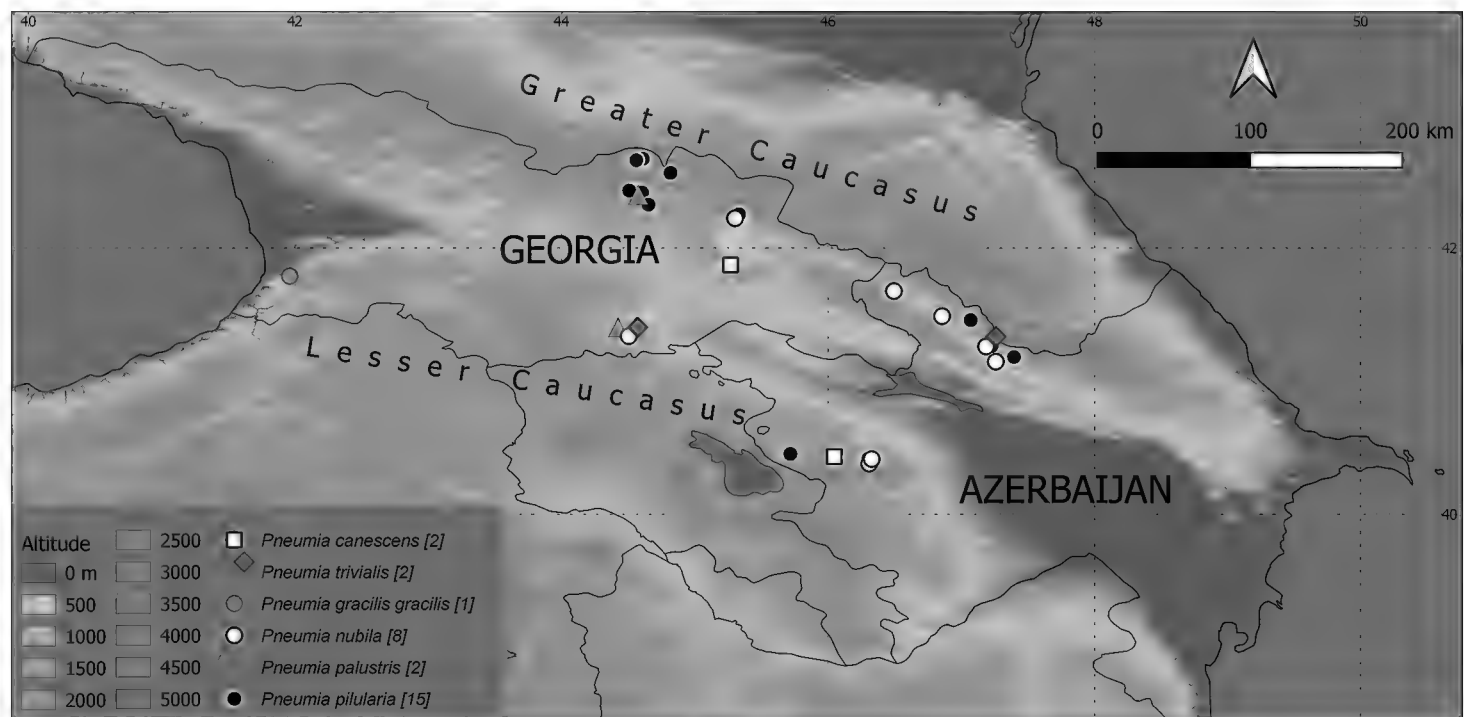 40 42 44 46 48 50
Greater Caucasus
0 100 200 km
GEORGIA
42
Lesser Caucasus
AZERBAIJAN
40
Altitude
0 m
500
1000
1500
2000
2500
3000
3500
4000
4500
5000
Pneumia canescens [2]
Pneumia trivialis [2]
Pneumia gracilis gracilis [1]
Pneumia nubila [8]
Pneumia palustris [2]
Pneumia pilularia [15]